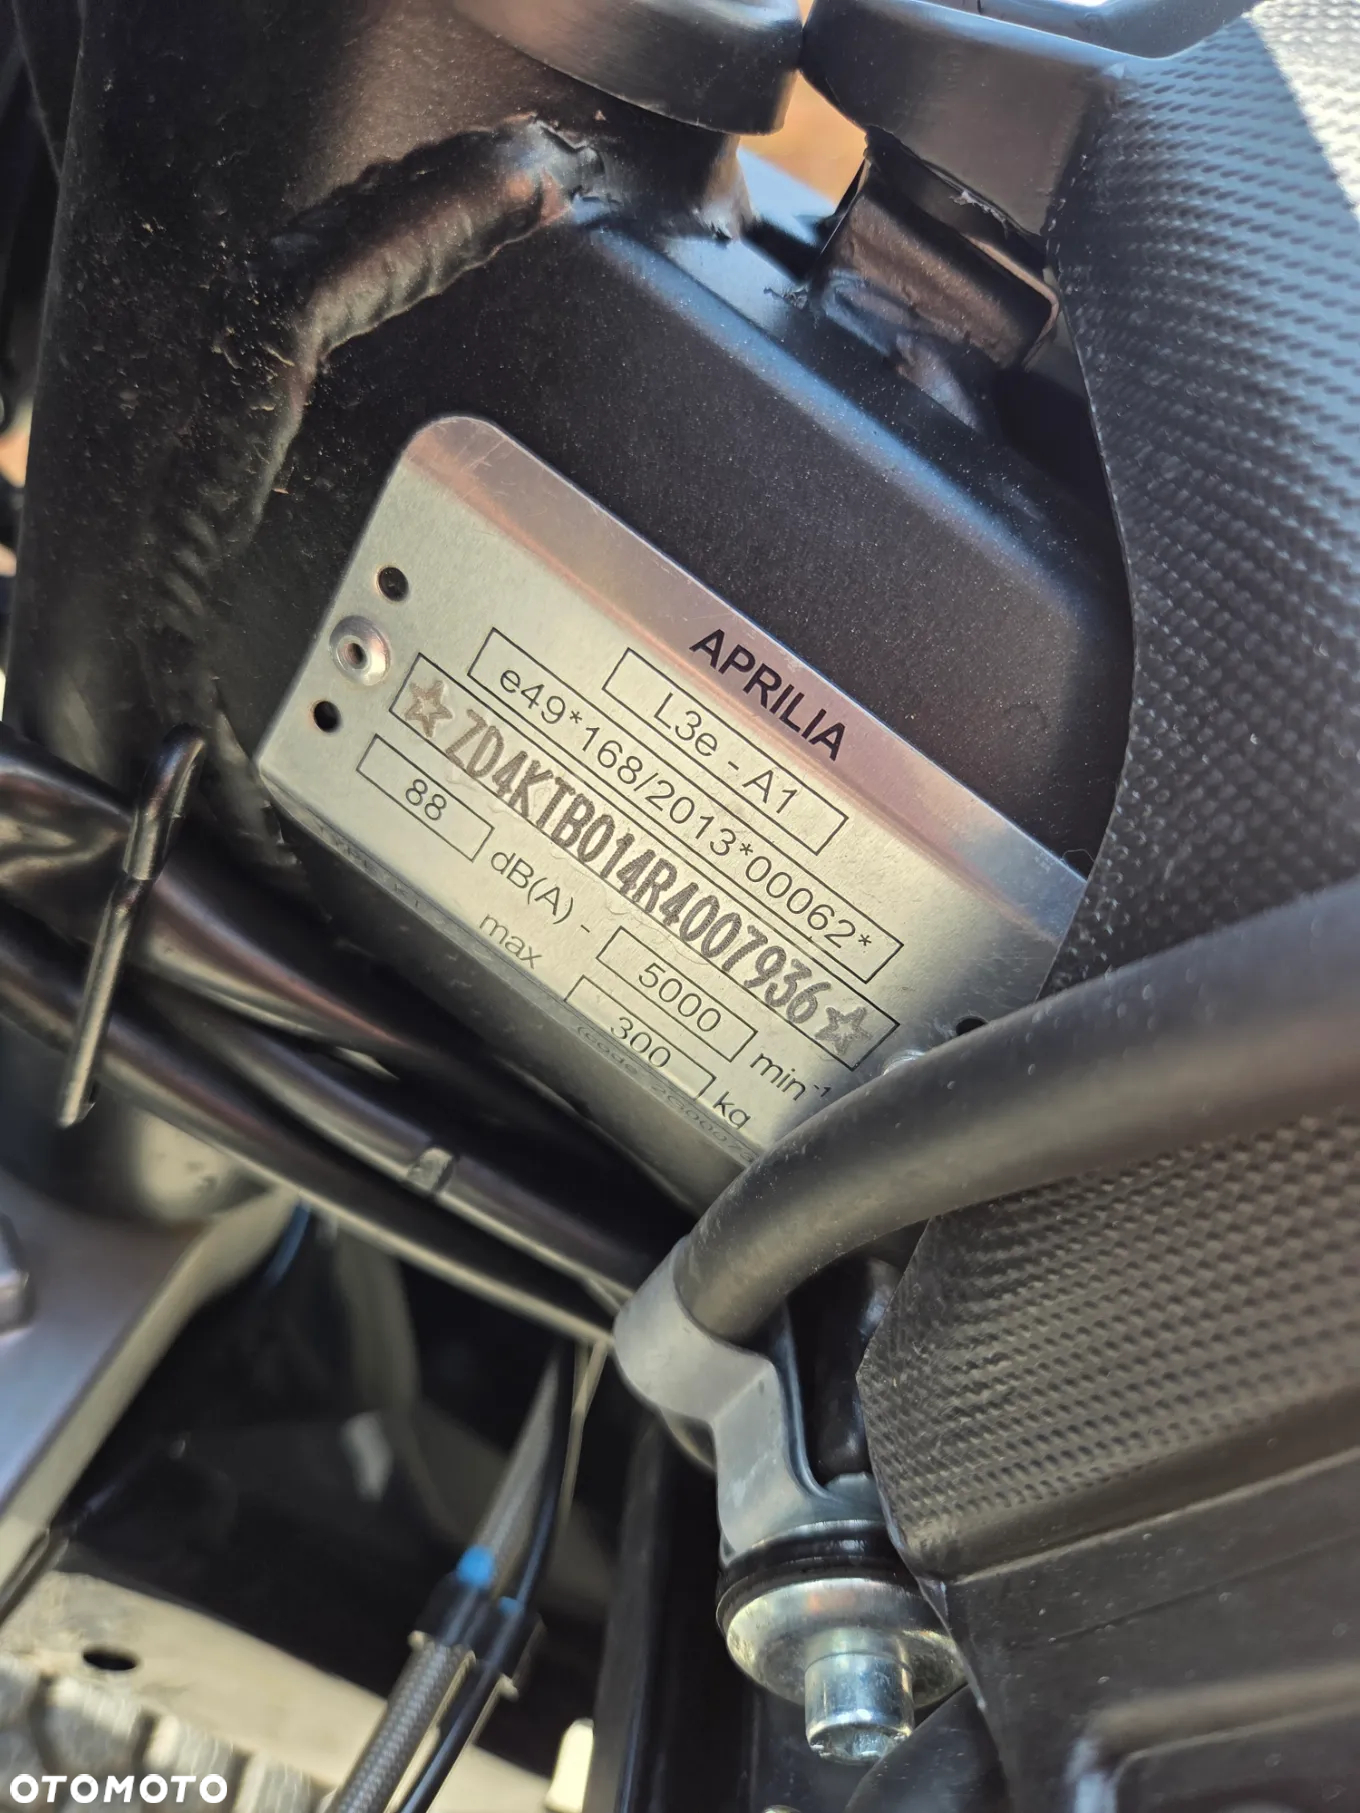 APRILIA
L3e - A1
e49*168/2013*00062*
☆ZD4KTB014R4007936☆
88 dB(A) - 5000 min⁻¹
max 300 kg
OTOMOTO